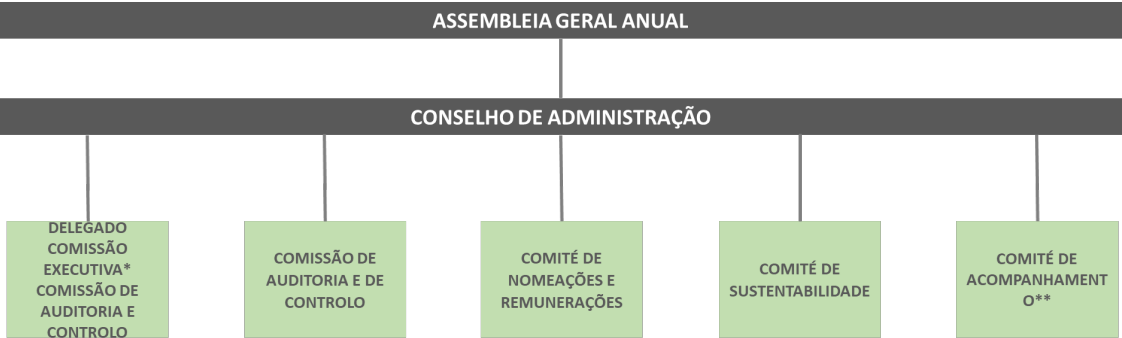 ASSEMBLEIA GERAL ANUAL
CONSELHO DE ADMINISTRAÇÃO
DELEGADO
COMISSÃO
EXECUTIVA*
COMISSÃO DE
AUDITORIA E
CONTROLO
COMISSÃO DE
AUDITORIA E DE
CONTROLO
COMITÉ DE
NOMEAÇÕES E
REMUNERAÇÕES
COMITÉ DE
SUSTENTABILIDADE
COMITÉ DE
ACOMPANHAMENT
O**